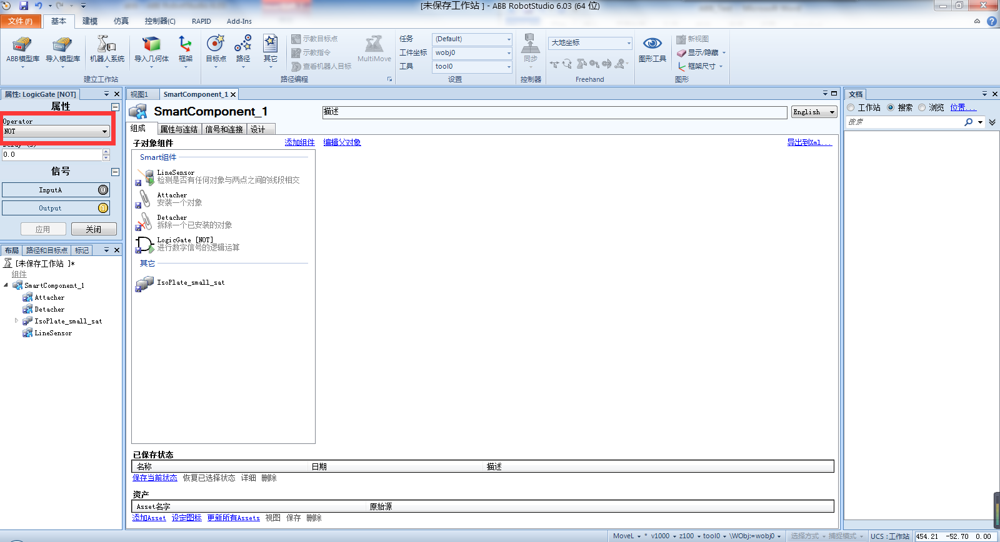 [未保存工作站 ] - ABB RobotStudio 6.03 (64 位)
文件(F) 基本 建模 仿真 控制器(C) RAPID Add-Ins
ABB模型库 导入模型库 机器人系统 导入几何体 框架
建立工作站
目标点 路径 其它
示教目标点
示教指令
查看机器人目标
MultiMove
路径编程
任务 (Default)
工件坐标 wobj0
工具 tool0
设置
同步
控制器
大地坐标
Freehand
图形工具
新视图
显示/隐藏
框架尺寸
图形
属性: LogicGate [NOT]
属性
Operator
NOT
Delay (s)
0.0
信号
InputA 0
Output 1
应用 关闭
布局 路径和目标点 标记
[未保存工作站 ]*
组件
SmartComponent_1
Attacher
Detacher
IsoPlate_small_sat
LineSensor
视图1 SmartComponent_1
SmartComponent_1
描述
English
组成 属性与连结 信号和连接 设计
子对象组件 添加组件 编辑父对象 导出到Xml...
Smart组件
LineSensor
检测是否有任何对象与两点之间的线段相交
Attacher
安装一个对象
Detacher
拆除一个已安装的对象
LogicGate [NOT]
进行数字信号的逻辑运算
其它
IsoPlate_small_sat
已保存状态
名称 日期 描述
保存当前状态 恢复已选择状态 详细 删除
资产
Asset名字 原始源
添加Asset 设定图标 更新所有Assets 视图 保存 删除
文档
工作站 搜索 浏览 位置...
搜索
MoveL * v1000 z100 tool0 \WObj:=wobj0 选择方式 捕捉模式 UCS :工作站 454.21 -52.70 0.00